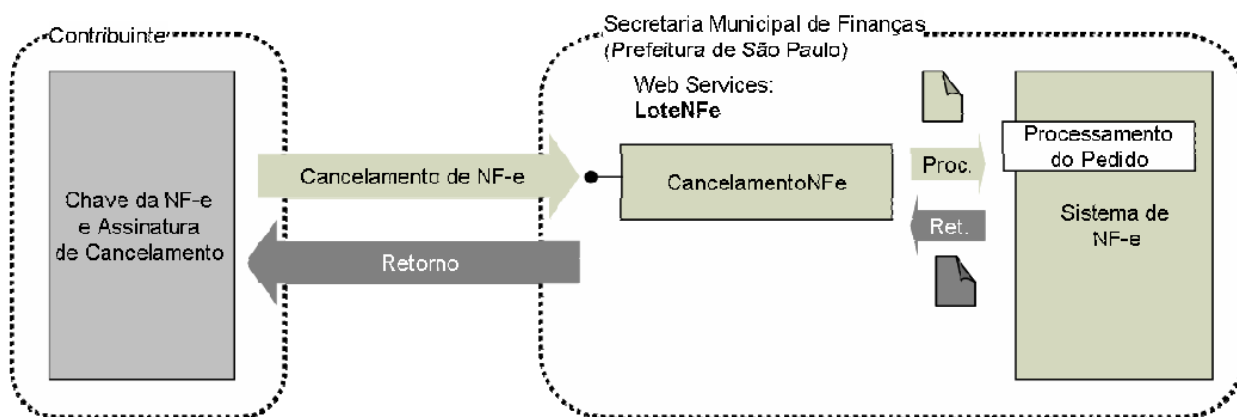 Contribuinte
Secretaria Municipal de Finanças
(Prefeitura de São Paulo)
Web Services:
LoteNFe
Chave da NF-e
e Assinatura
de Cancelamento
Cancelamento de NF-e
Retorno
CancelamentoNFe
Proc.
Ret.
Processamento
do Pedido
Sistema de
NF-e